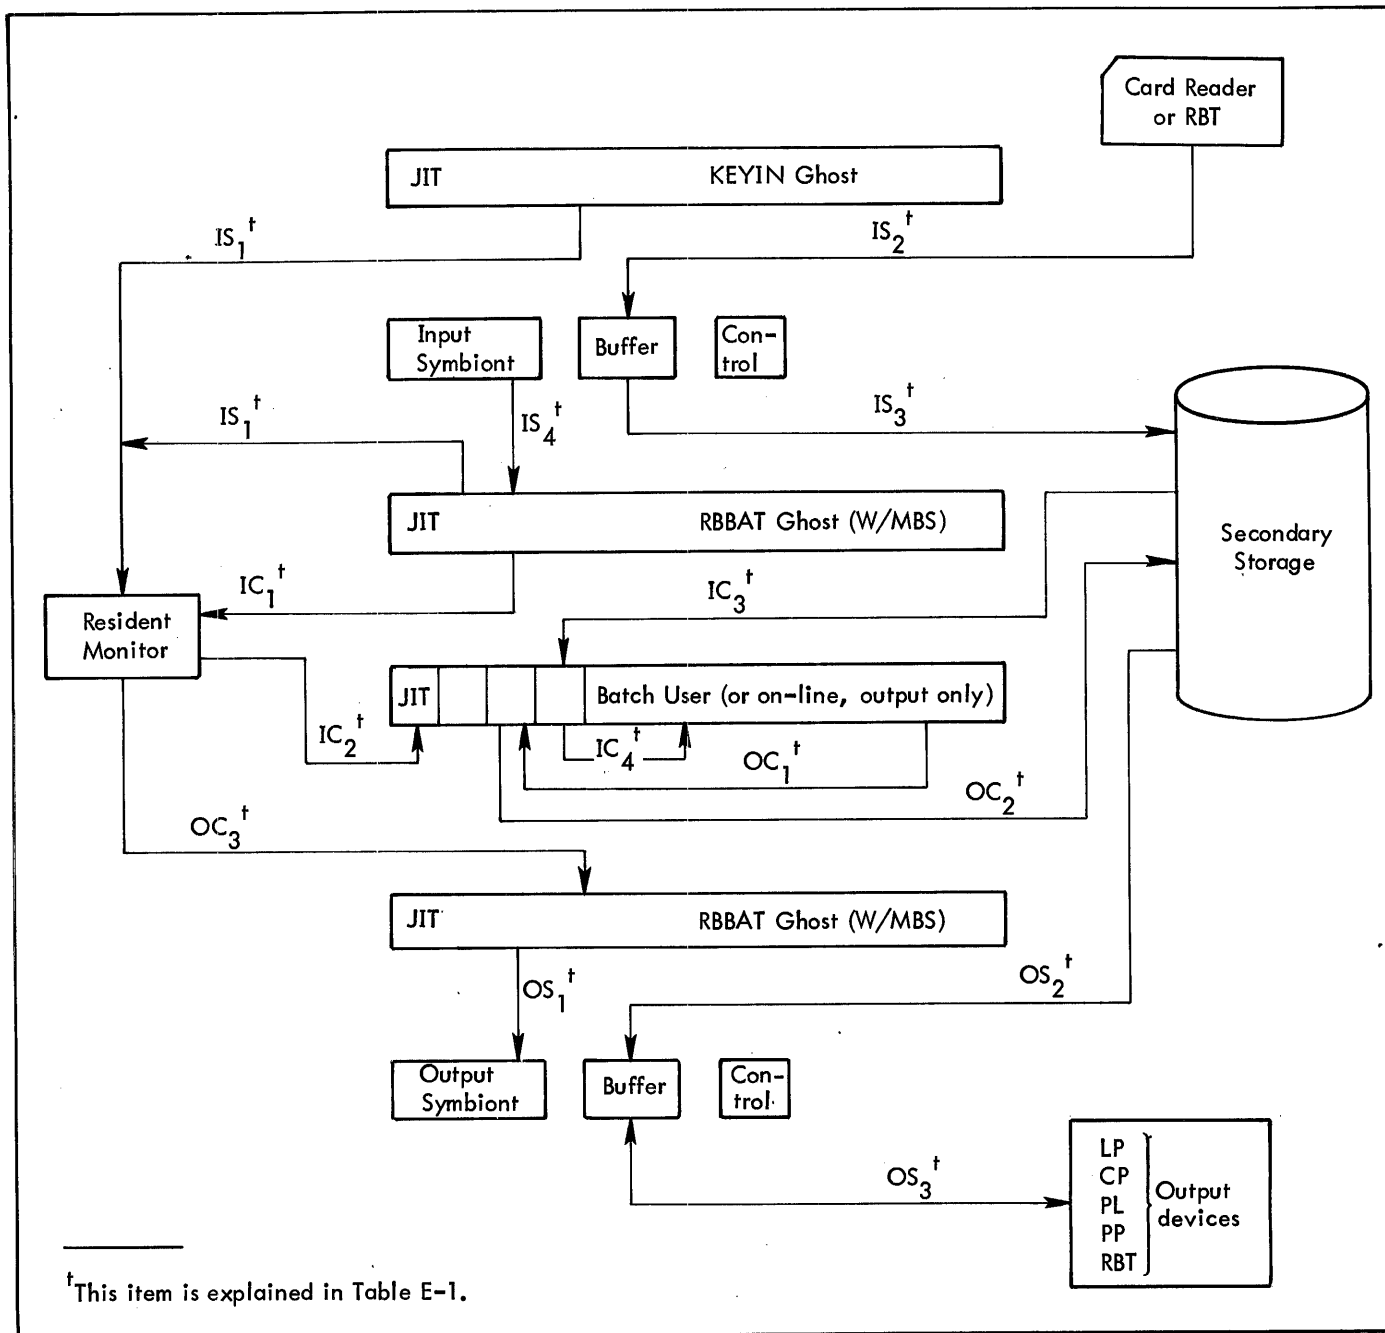 Card Reader
or RBT
JIT KEYIN Ghost
IS₁ᵗ
IS₂ᵗ
Input
Symbiont
Buffer
Con-
trol
IS₁ᵗ
IS₄ᵗ
IS₃ᵗ
JIT RBBAT Ghost (W/MBS)
Secondary
Storage
IC₁ᵗ
IC₃ᵗ
Resident
Monitor
JIT Batch User (or on-line, output only)
IC₂ᵗ
IC₄ᵗ
OC₁ᵗ
OC₂ᵗ
OC₃ᵗ
JIT RBBAT Ghost (W/MBS)
OS₁ᵗ
OS₂ᵗ
Output
Symbiont
Buffer
Con-
trol
OS₃ᵗ
LP
CP
PL
PP
RBT
Output
devices
ᵗThis item is explained in Table E-1.